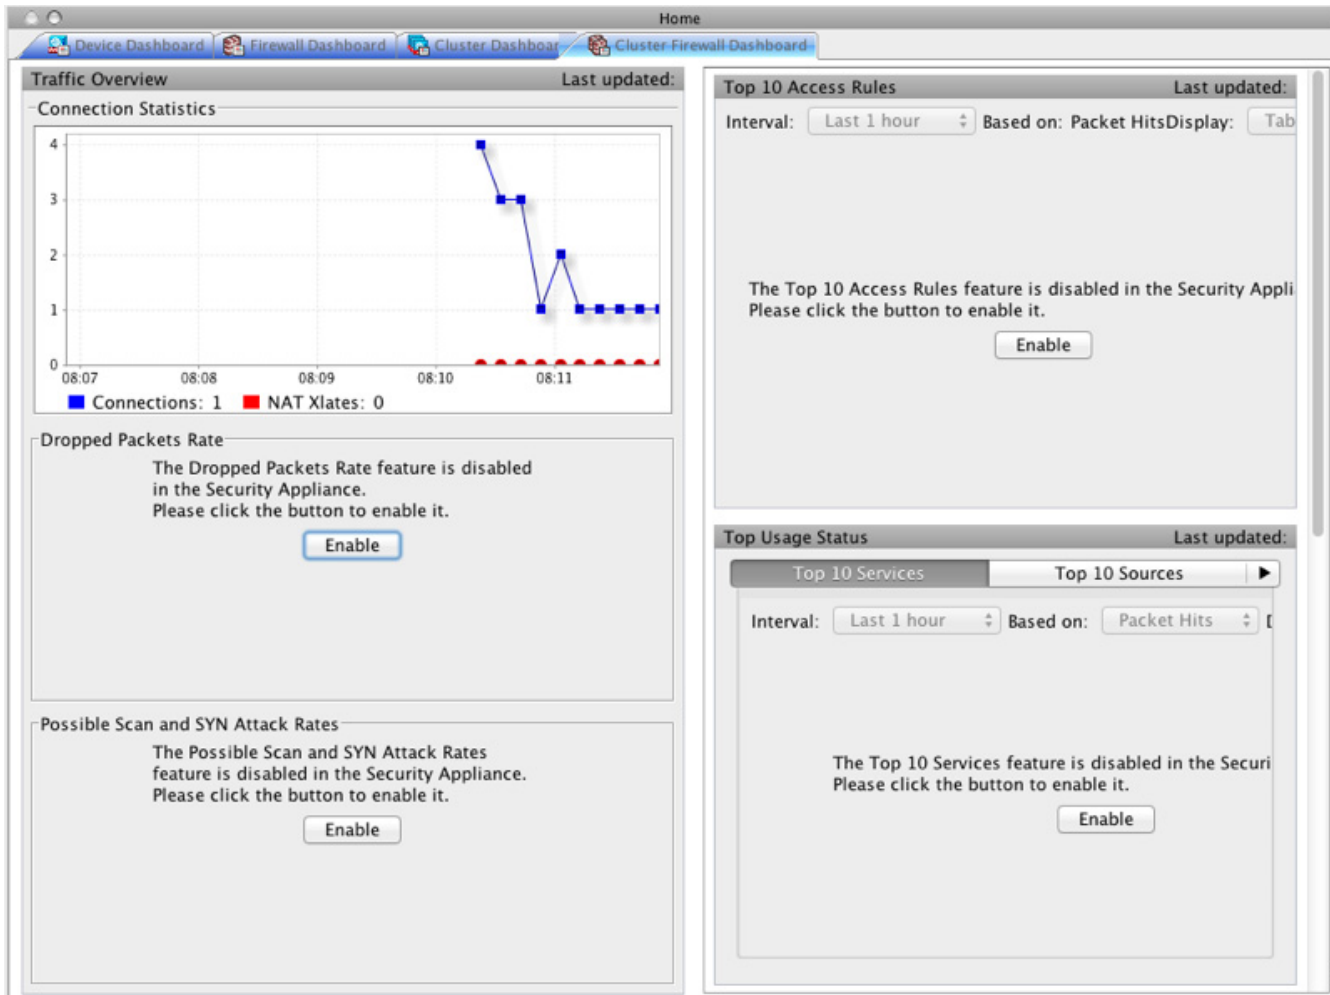 Home
Device Dashboard
Firewall Dashboard
Cluster Dashboar
Cluster Firewall Dashboard
Traffic Overview Last updated:
Connection Statistics
4
3
2
1
0
08:07 08:08 08:09 08:10 08:11
Connections: 1 NAT Xlates: 0
Dropped Packets Rate
The Dropped Packets Rate feature is disabled
in the Security Appliance.
Please click the button to enable it.
Enable
Possible Scan and SYN Attack Rates
The Possible Scan and SYN Attack Rates
feature is disabled in the Security Appliance.
Please click the button to enable it.
Enable
Top 10 Access Rules Last updated:
Interval: Last 1 hour Based on: Packet HitsDisplay: Tab
The Top 10 Access Rules feature is disabled in the Security Appli
Please click the button to enable it.
Enable
Top Usage Status Last updated:
Top 10 Services Top 10 Sources
Interval: Last 1 hour Based on: Packet Hits
The Top 10 Services feature is disabled in the Securi
Please click the button to enable it.
Enable